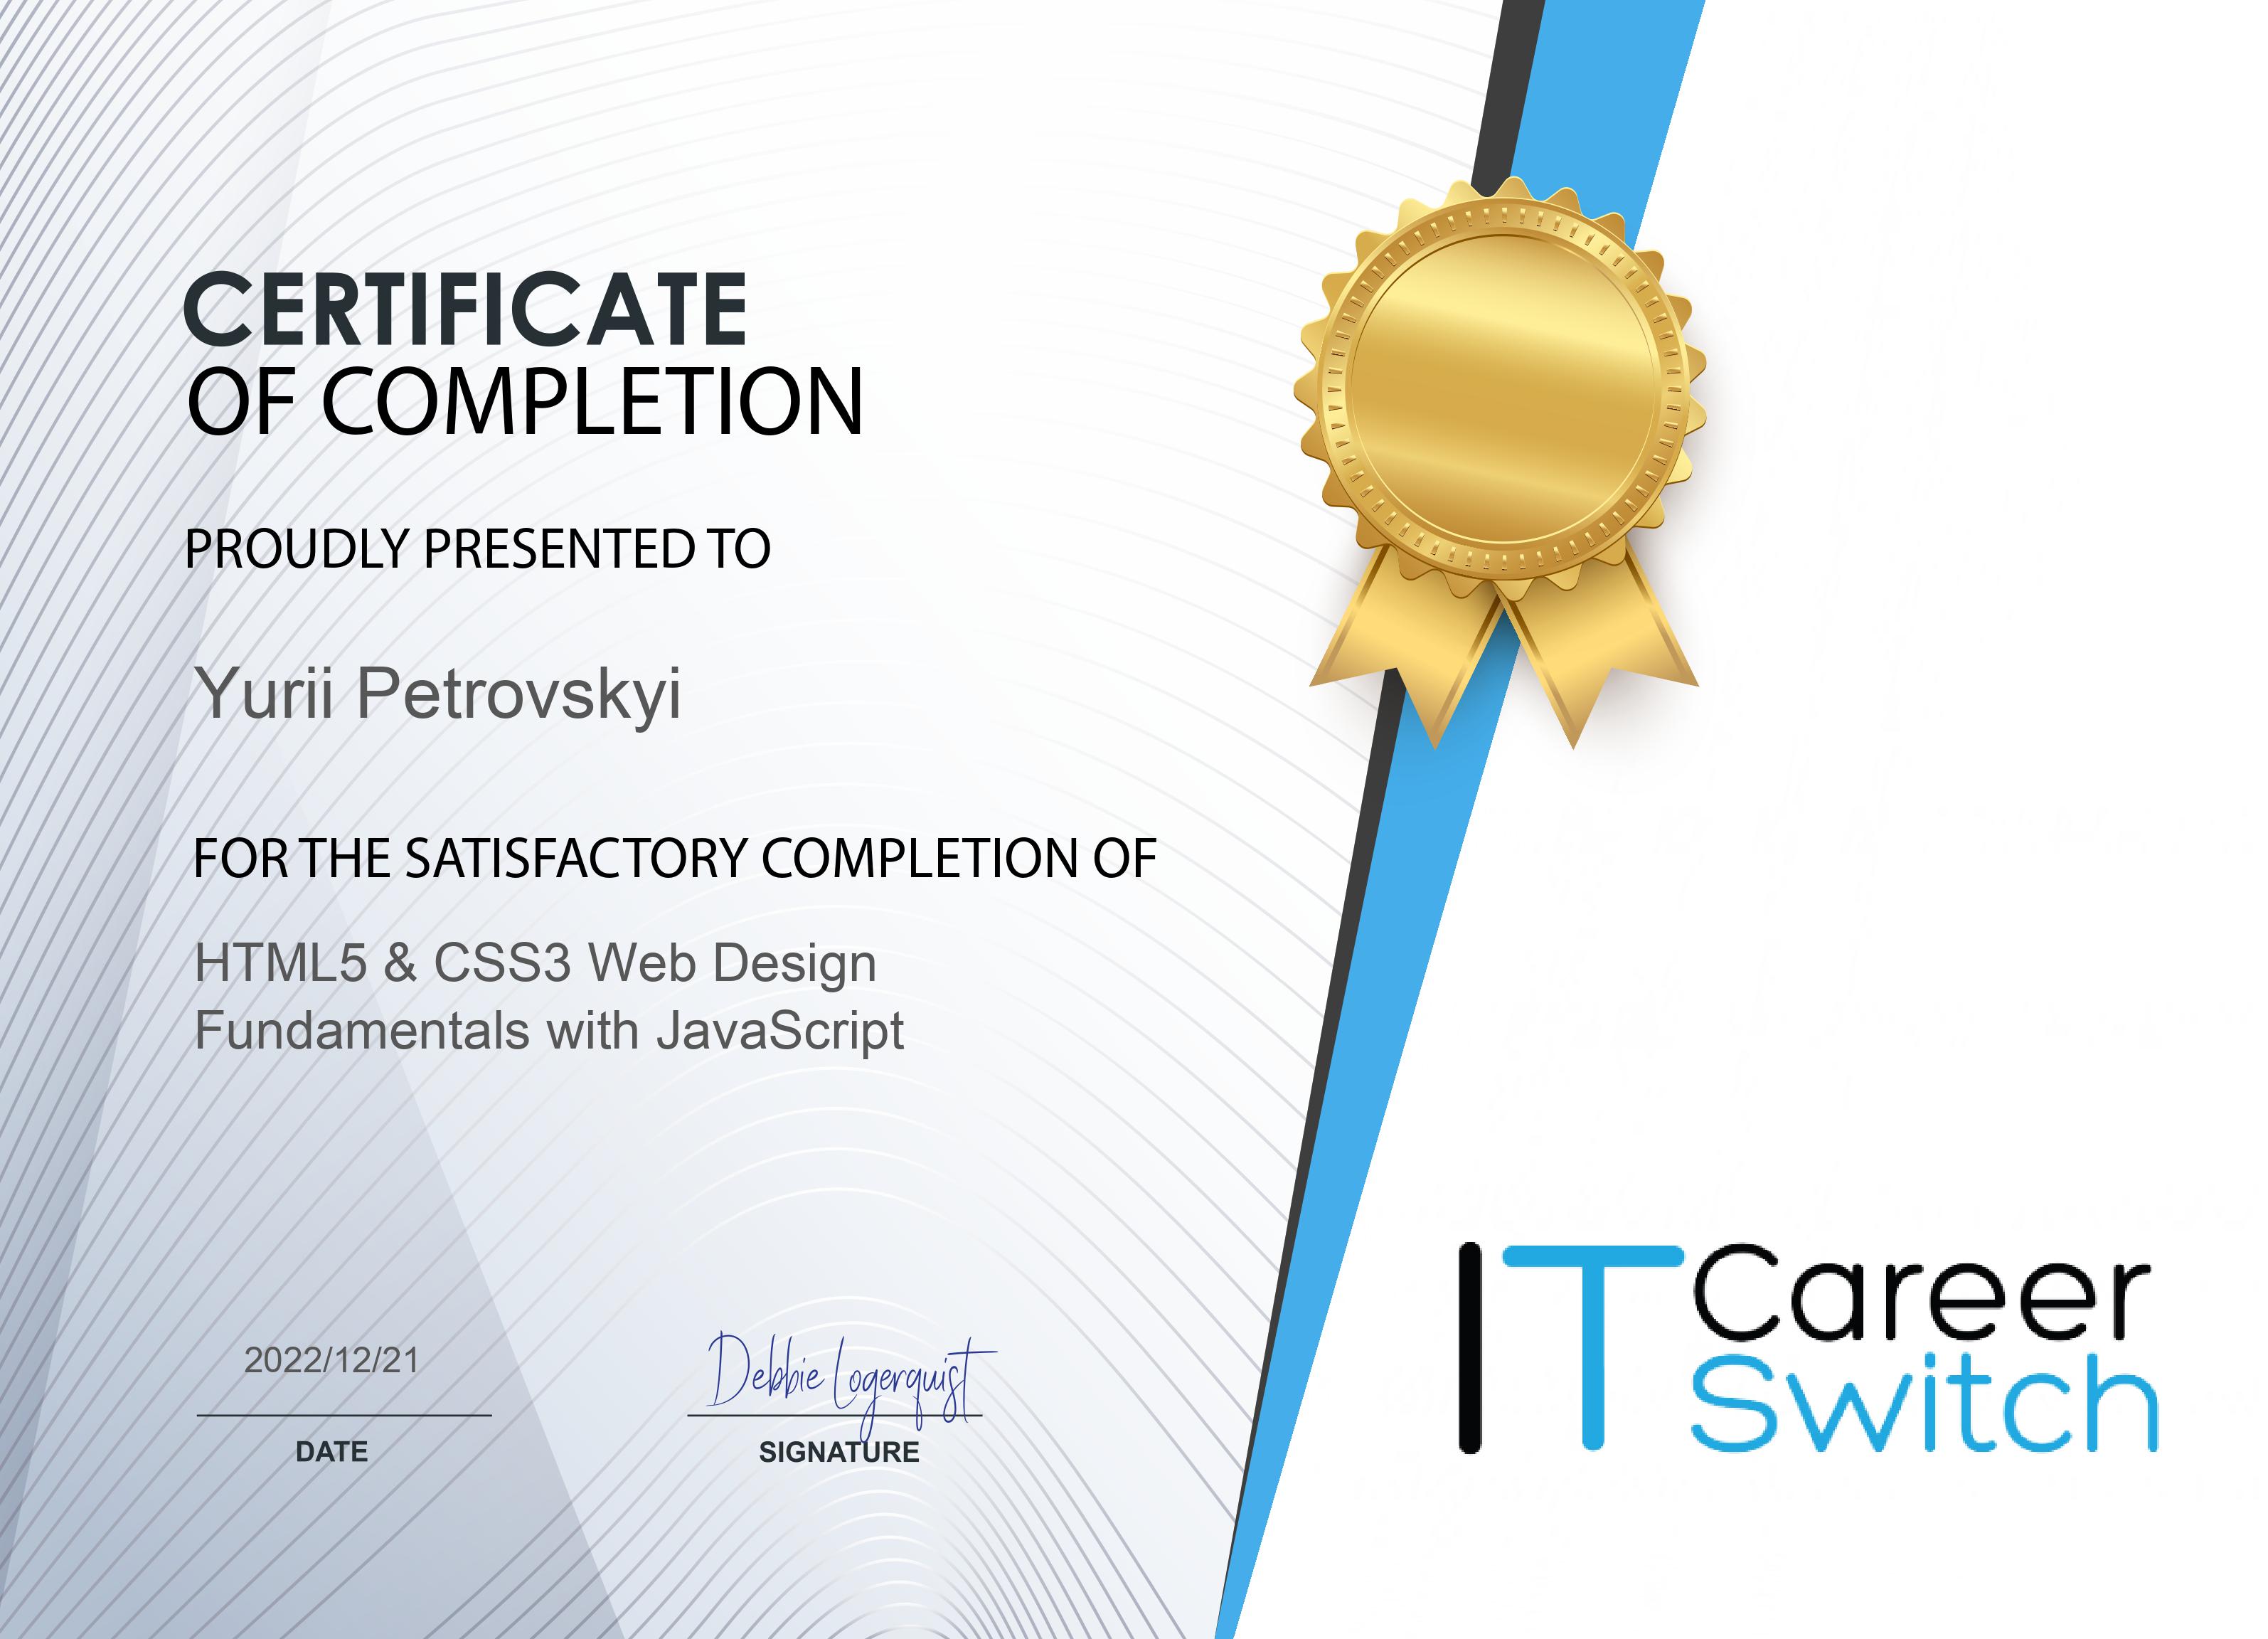 CERTIFICATE
OF COMPLETION
PROUDLY PRESENTED TO
Yurii Petrovskyi
FOR THE SATISFACTORY COMPLETION OF
HTML5 & CSS3 Web Design
Fundamentals with JavaScript
2022/12/21
DATE
Debbie Logerquist
SIGNATURE
IT Career
Switch